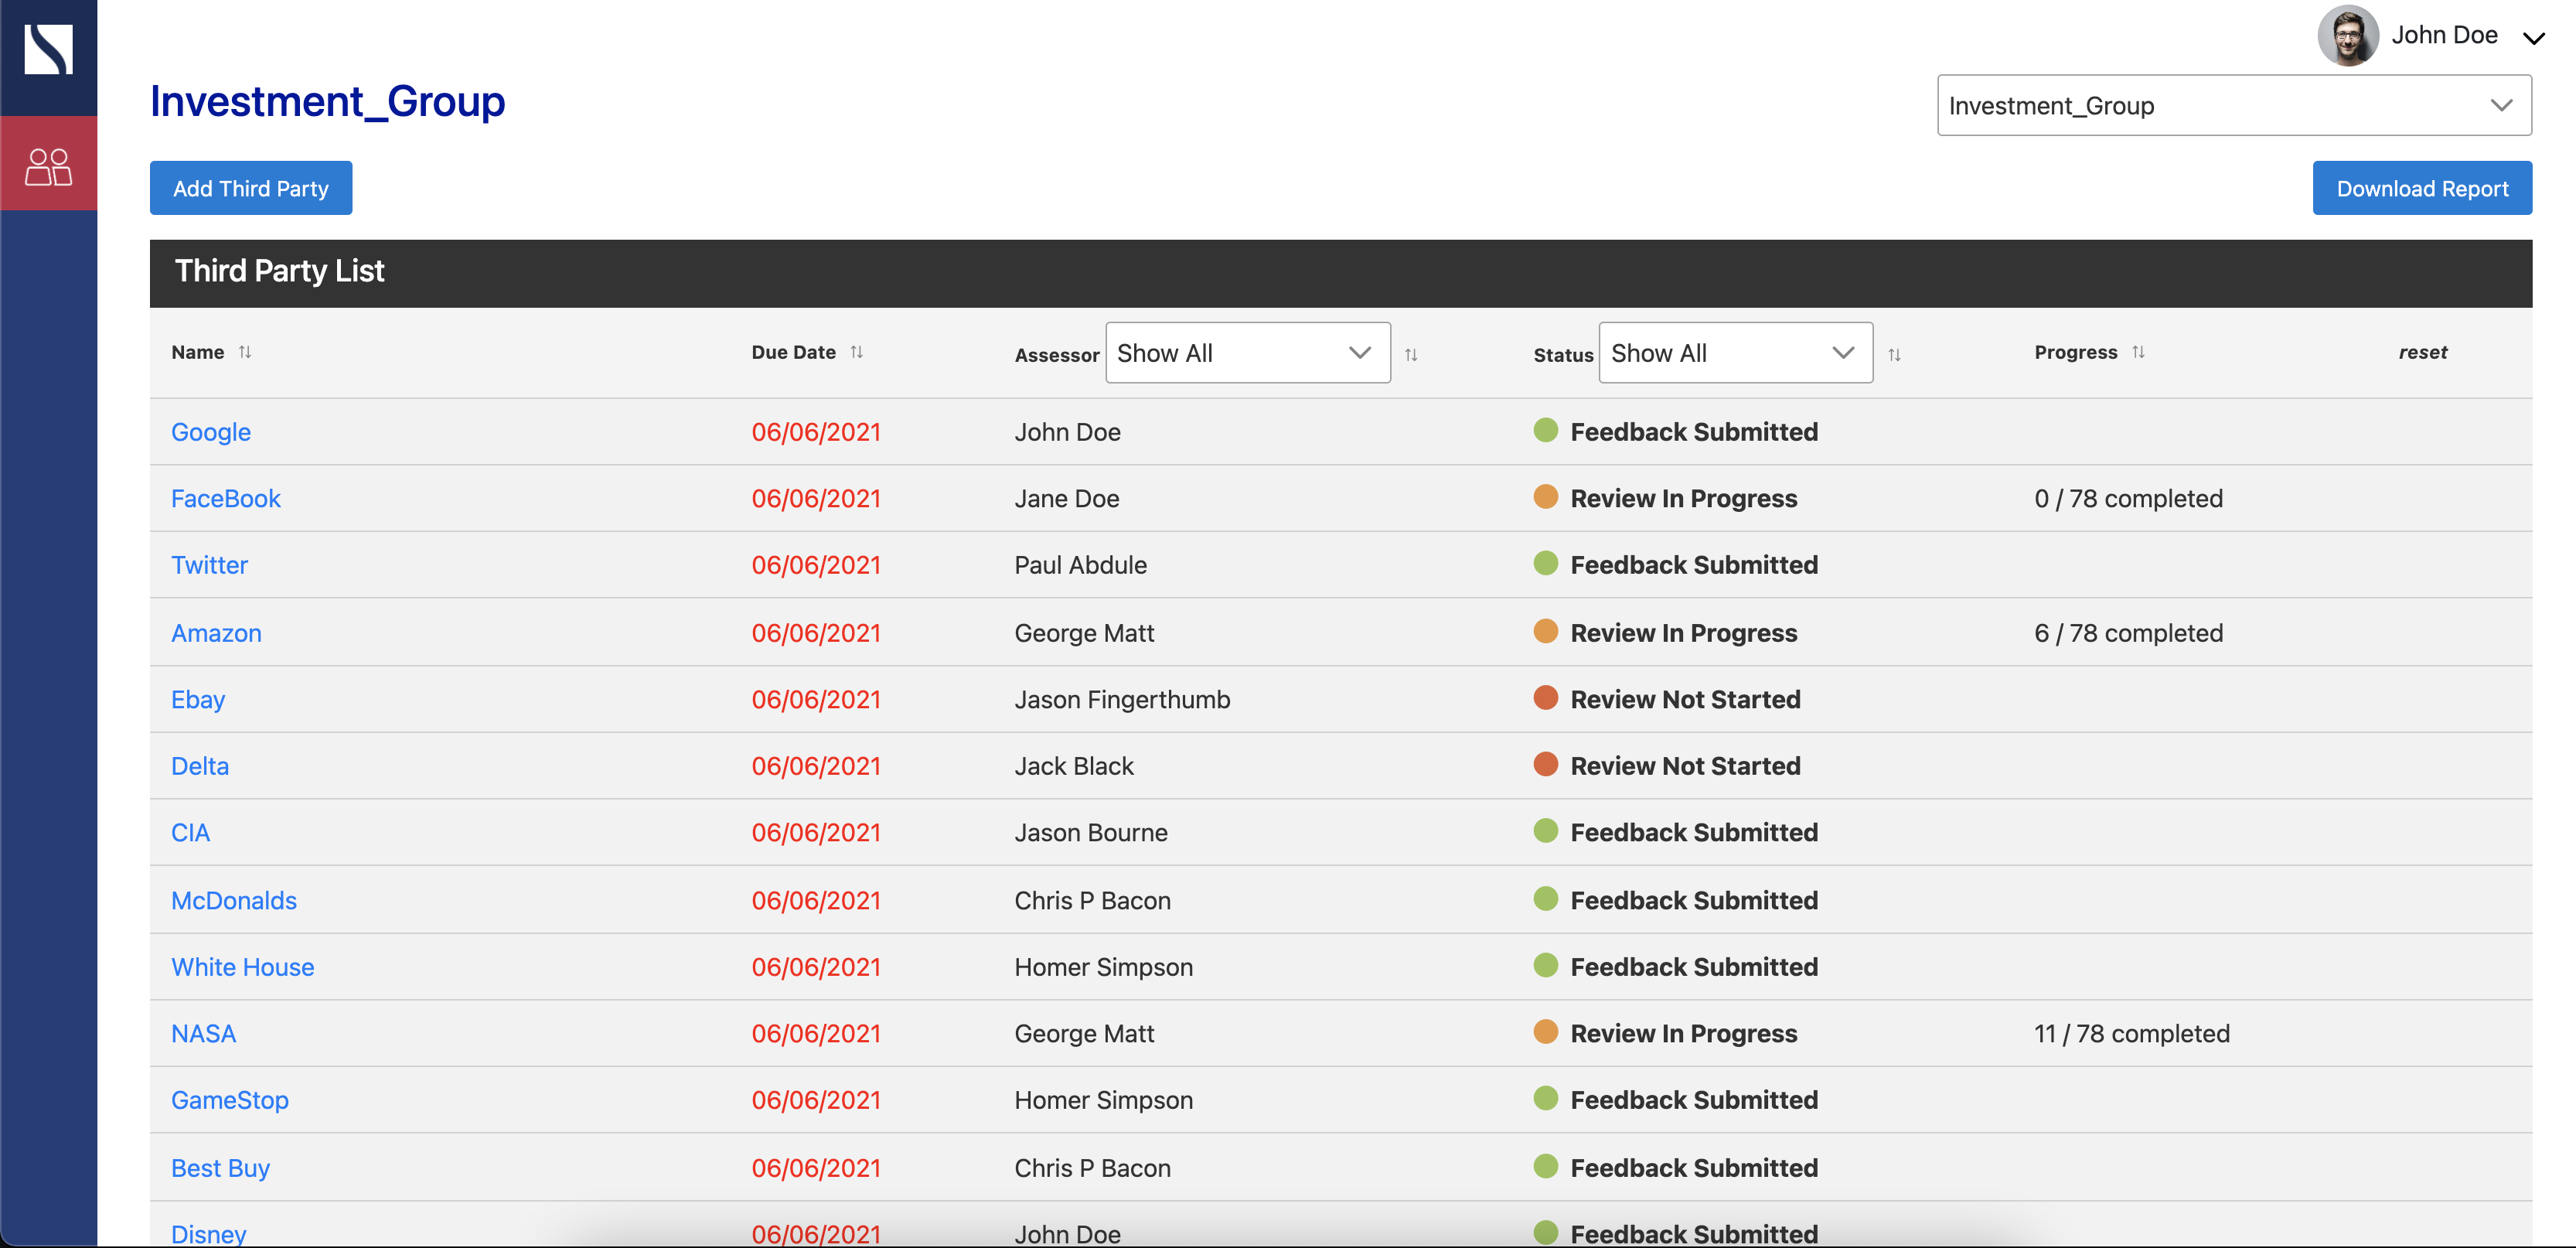 John Doe
Investment_Group
Investment_Group
Add Third Party
Download Report
Third Party List
Name Due Date Assessor Show All Status Show All Progress reset
Google 06/06/2021 John Doe Feedback Submitted
FaceBook 06/06/2021 Jane Doe Review In Progress 0 / 78 completed
Twitter 06/06/2021 Paul Abdule Feedback Submitted
Amazon 06/06/2021 George Matt Review In Progress 6 / 78 completed
Ebay 06/06/2021 Jason Fingerthumb Review Not Started
Delta 06/06/2021 Jack Black Review Not Started
CIA 06/06/2021 Jason Bourne Feedback Submitted
McDonalds 06/06/2021 Chris P Bacon Feedback Submitted
White House 06/06/2021 Homer Simpson Feedback Submitted
NASA 06/06/2021 George Matt Review In Progress 11 / 78 completed
GameStop 06/06/2021 Homer Simpson Feedback Submitted
Best Buy 06/06/2021 Chris P Bacon Feedback Submitted
Disney 06/06/2021 John Doe Feedback Submitted